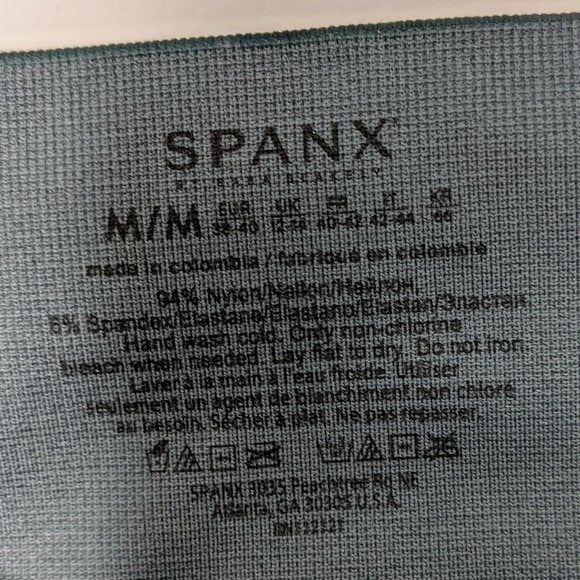 SPANX
BY SARA BLAKELY
M/M EUR UK FR IT KR
38-40 12-14 40-42 42-44 66
made in colombia / fabriqué en colombie
94% Nylon/Nailon/Нейлон,
6% Spandex/Elastane/Elastano/Elastan/Эластан
Hand wash cold. Only non-chlorine
bleach when needed. Lay flat to dry. Do not iron.
Laver à la main à l'eau froide. Utiliser
seulement un agent de blanchiment non chloré
au besoin. Sécher à plat. Ne pas repasser.
SPANX 3035 Peachtree Rd NE
Atlanta, GA 30305 U.S.A.